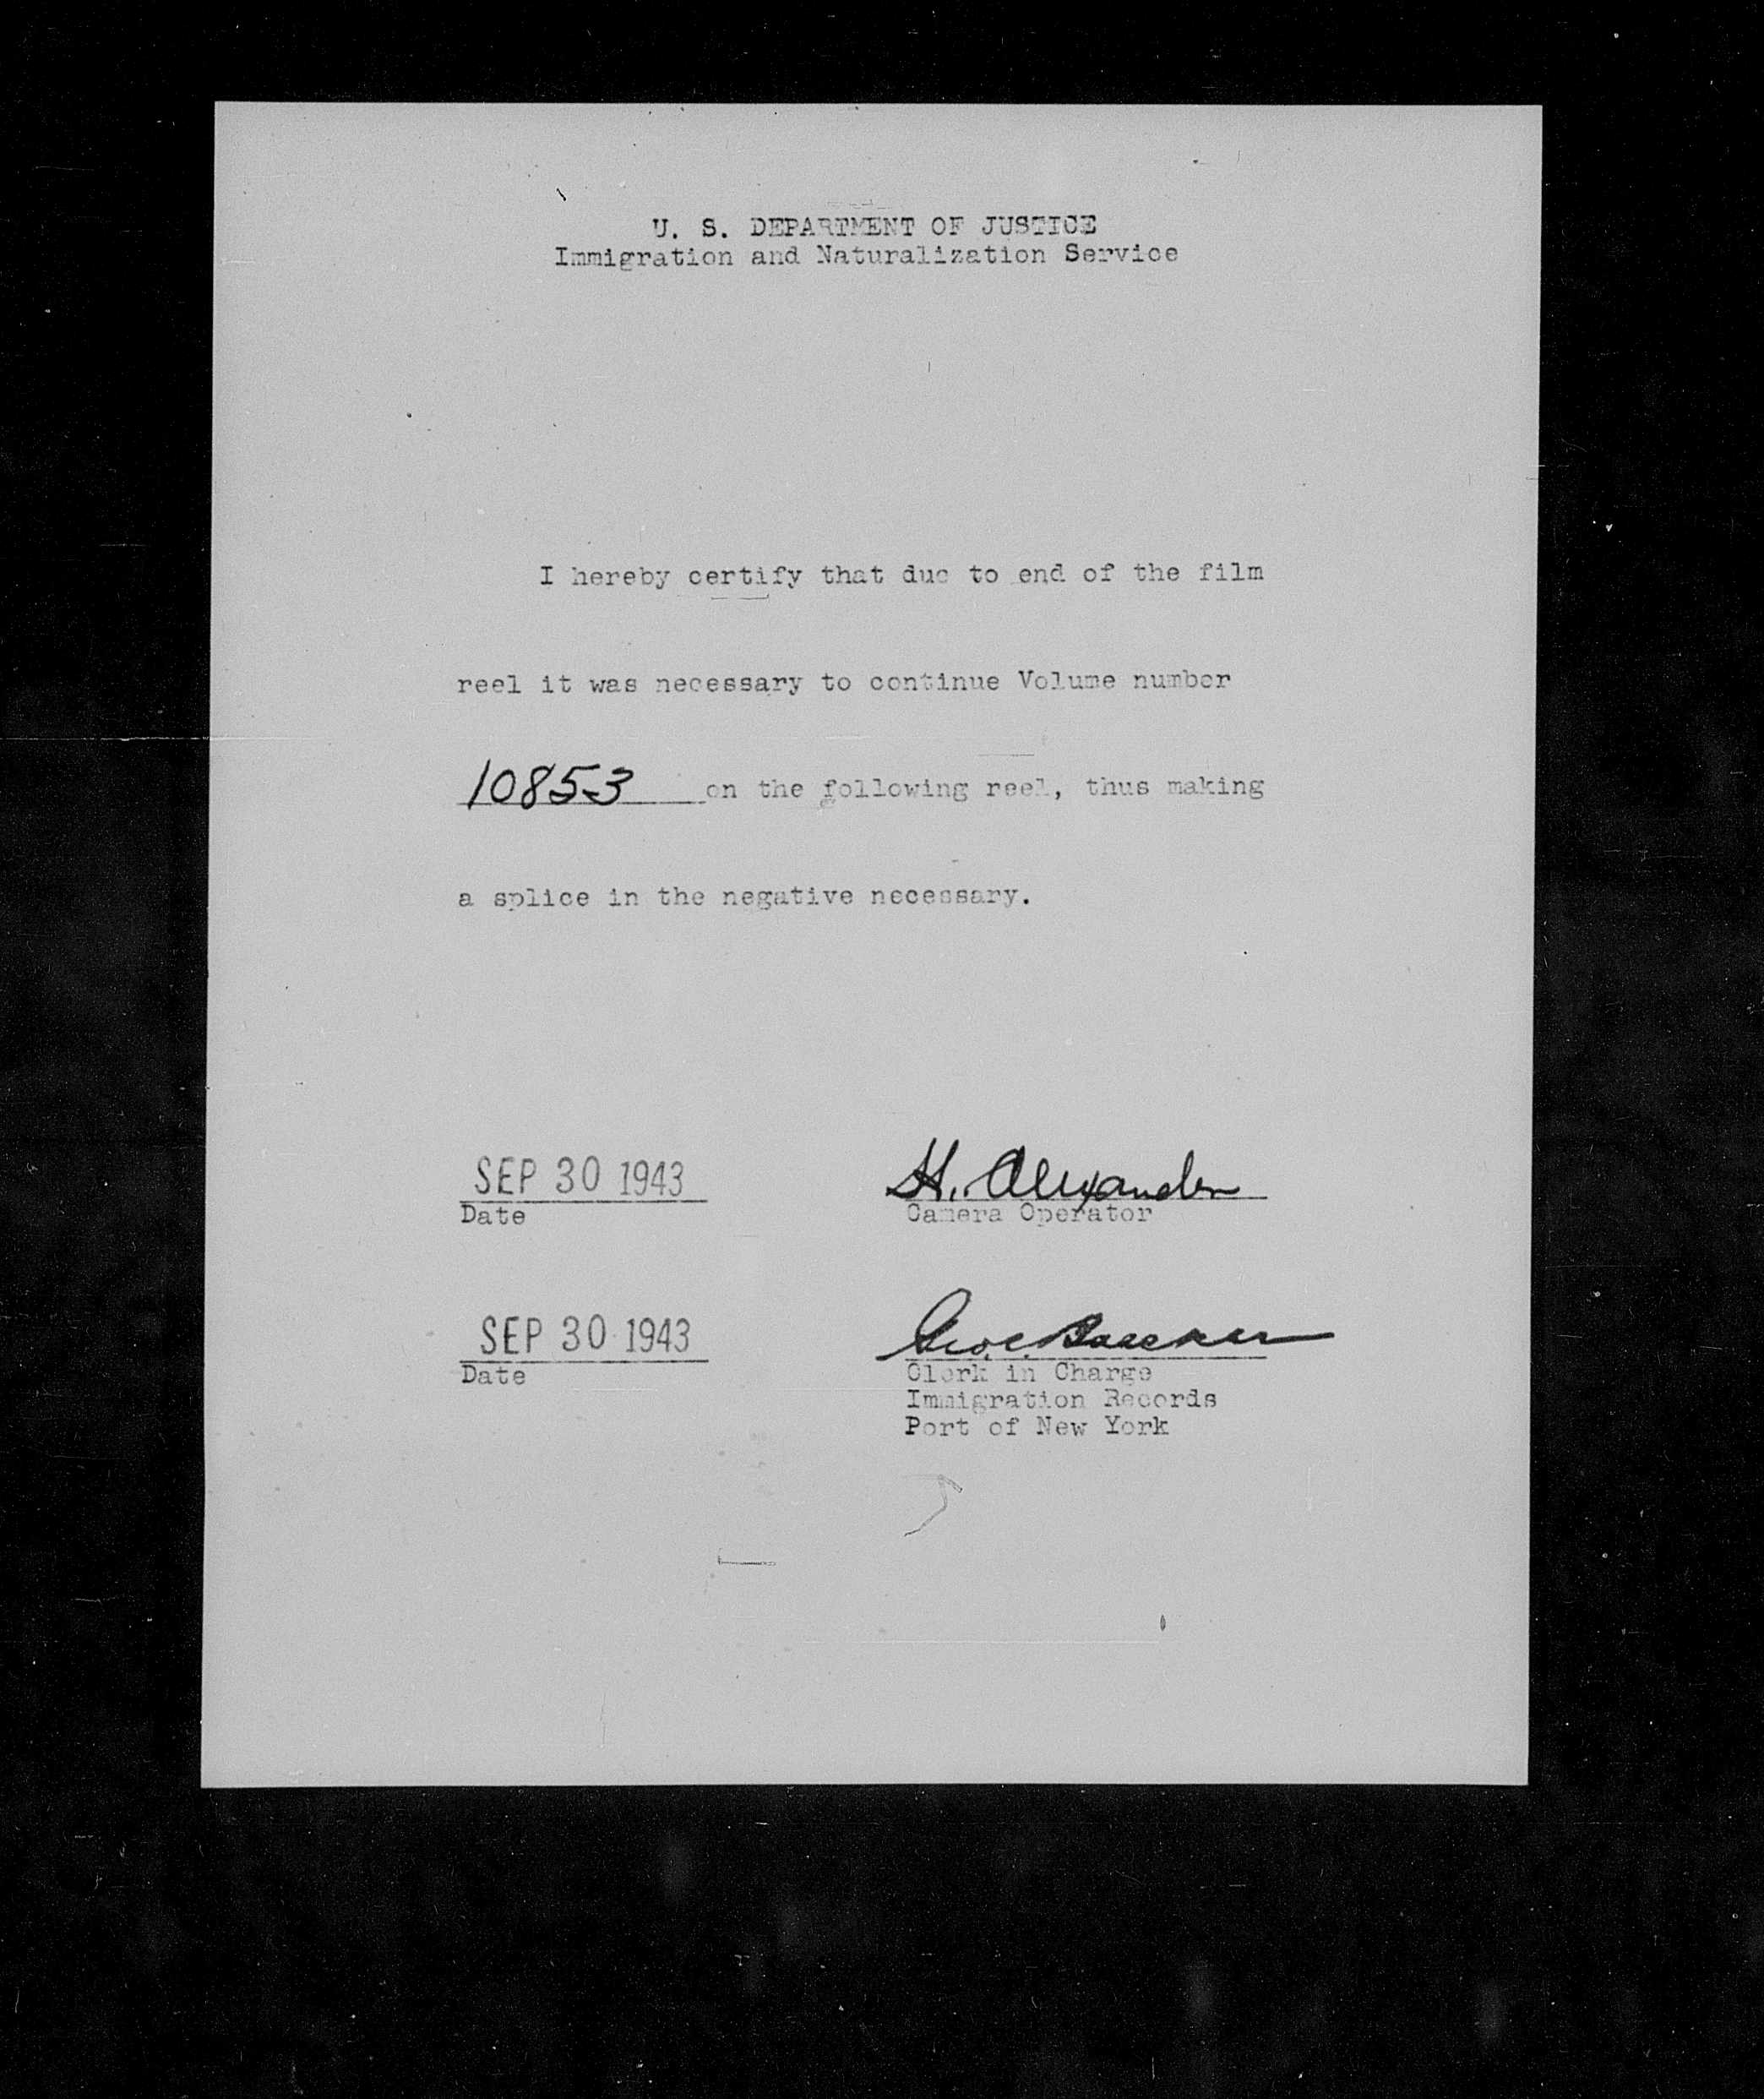 U. S. DEPARTMENT OF JUSTICE
Immigration and Naturalization Service
I hereby certify that due to end of the film
reel it was necessary to continue Volume number
10853 on the following reel, thus making
a splice in the negative necessary.
SEP 30 1943 H. Alexander
Date Camera Operator
SEP 30 1943
Date Clerk in Charge
Immigration Records
Port of New York